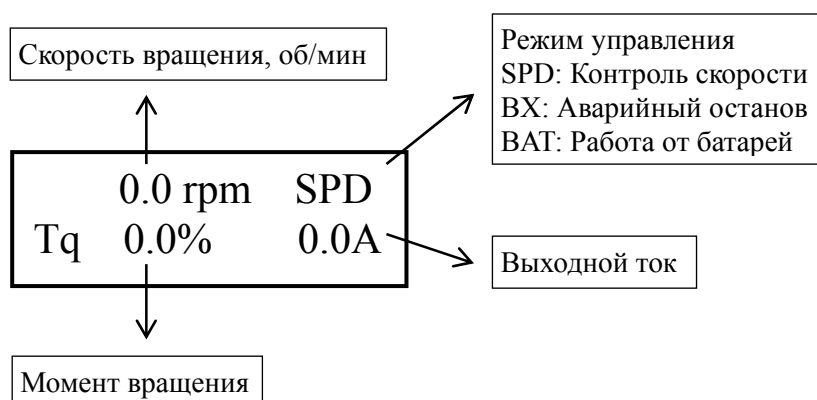 Скорость вращения, об/мин
Режим управления
SPD: Контроль скорости
BX: Аварийный останов
BAT: Работа от батарей
0.0 rpm SPD
Tq 0.0% 0.0A
Выходной ток
Момент вращения